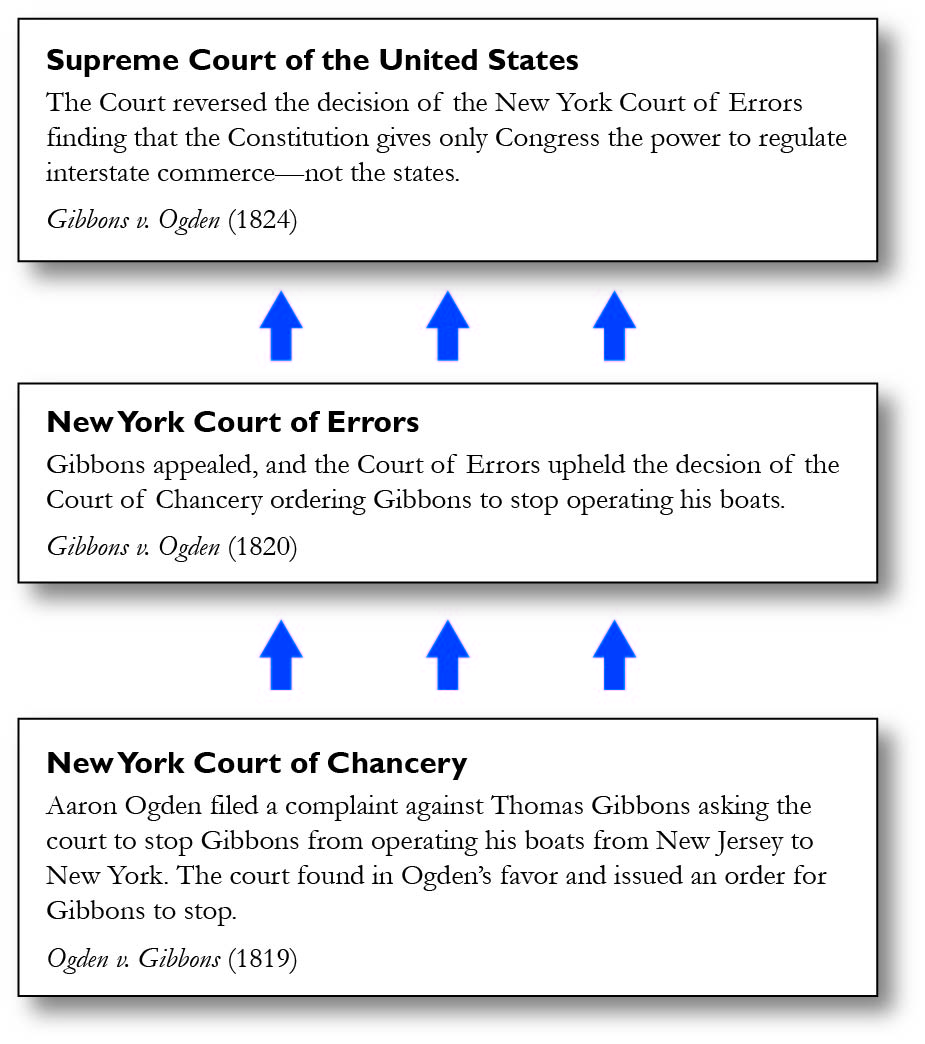 Supreme Court of the United States
The Court reversed the decision of the New York Court of Errors
finding that the Constitution gives only Congress the power to regulate
interstate commerce—not the states.
Gibbons v. Ogden (1824)
New York Court of Errors
Gibbons appealed, and the Court of Errors upheld the decsion of the
Court of Chancery ordering Gibbons to stop operating his boats.
Gibbons v. Ogden (1820)
New York Court of Chancery
Aaron Ogden filed a complaint against Thomas Gibbons asking the
court to stop Gibbons from operating his boats from New Jersey to
New York. The court found in Ogden’s favor and issued an order for
Gibbons to stop.
Ogden v. Gibbons (1819)